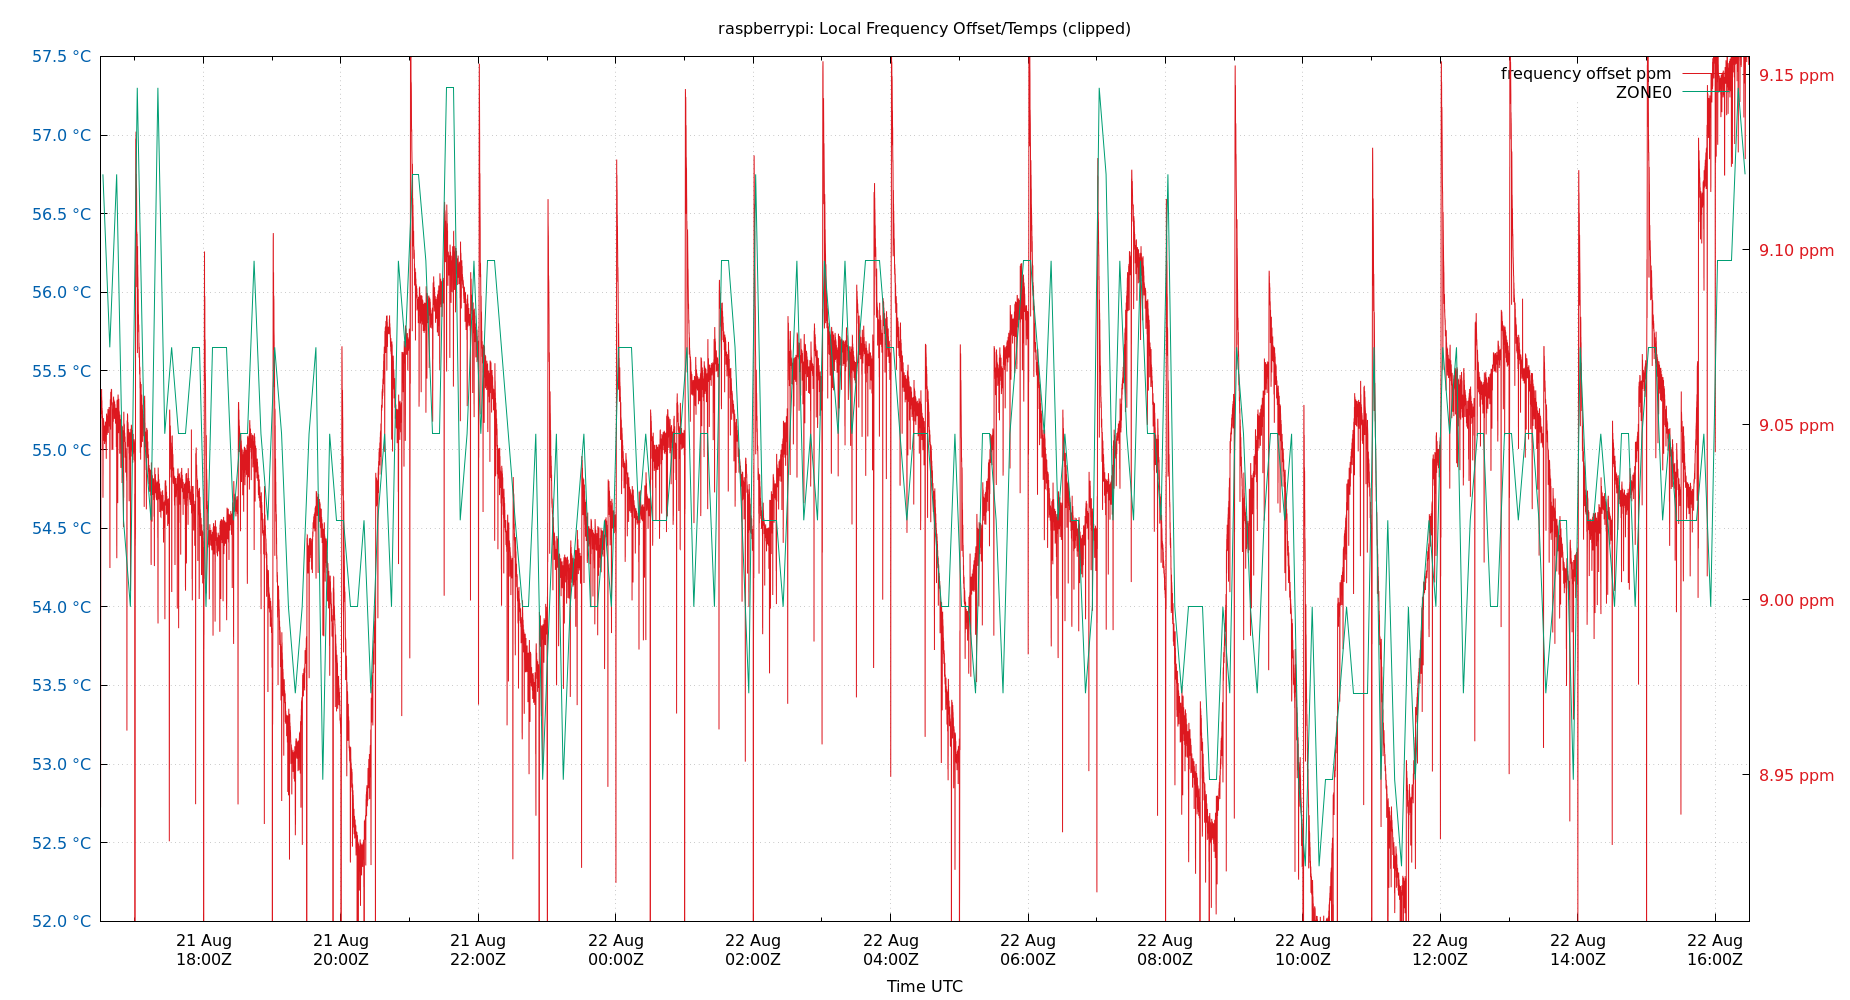 raspberrypi: Local Frequency Offset/Temps (clipped)
57.5 °C
57.0 °C
56.5 °C
56.0 °C
55.5 °C
55.0 °C
54.5 °C
54.0 °C
53.5 °C
53.0 °C
52.5 °C
52.0 °C
frequency offset ppm
ZONE0
9.15 ppm
9.10 ppm
9.05 ppm
9.00 ppm
8.95 ppm
21 Aug 18:00Z
21 Aug 20:00Z
21 Aug 22:00Z
22 Aug 00:00Z
22 Aug 02:00Z
22 Aug 04:00Z
22 Aug 06:00Z
22 Aug 08:00Z
22 Aug 10:00Z
22 Aug 12:00Z
22 Aug 14:00Z
22 Aug 16:00Z
Time UTC